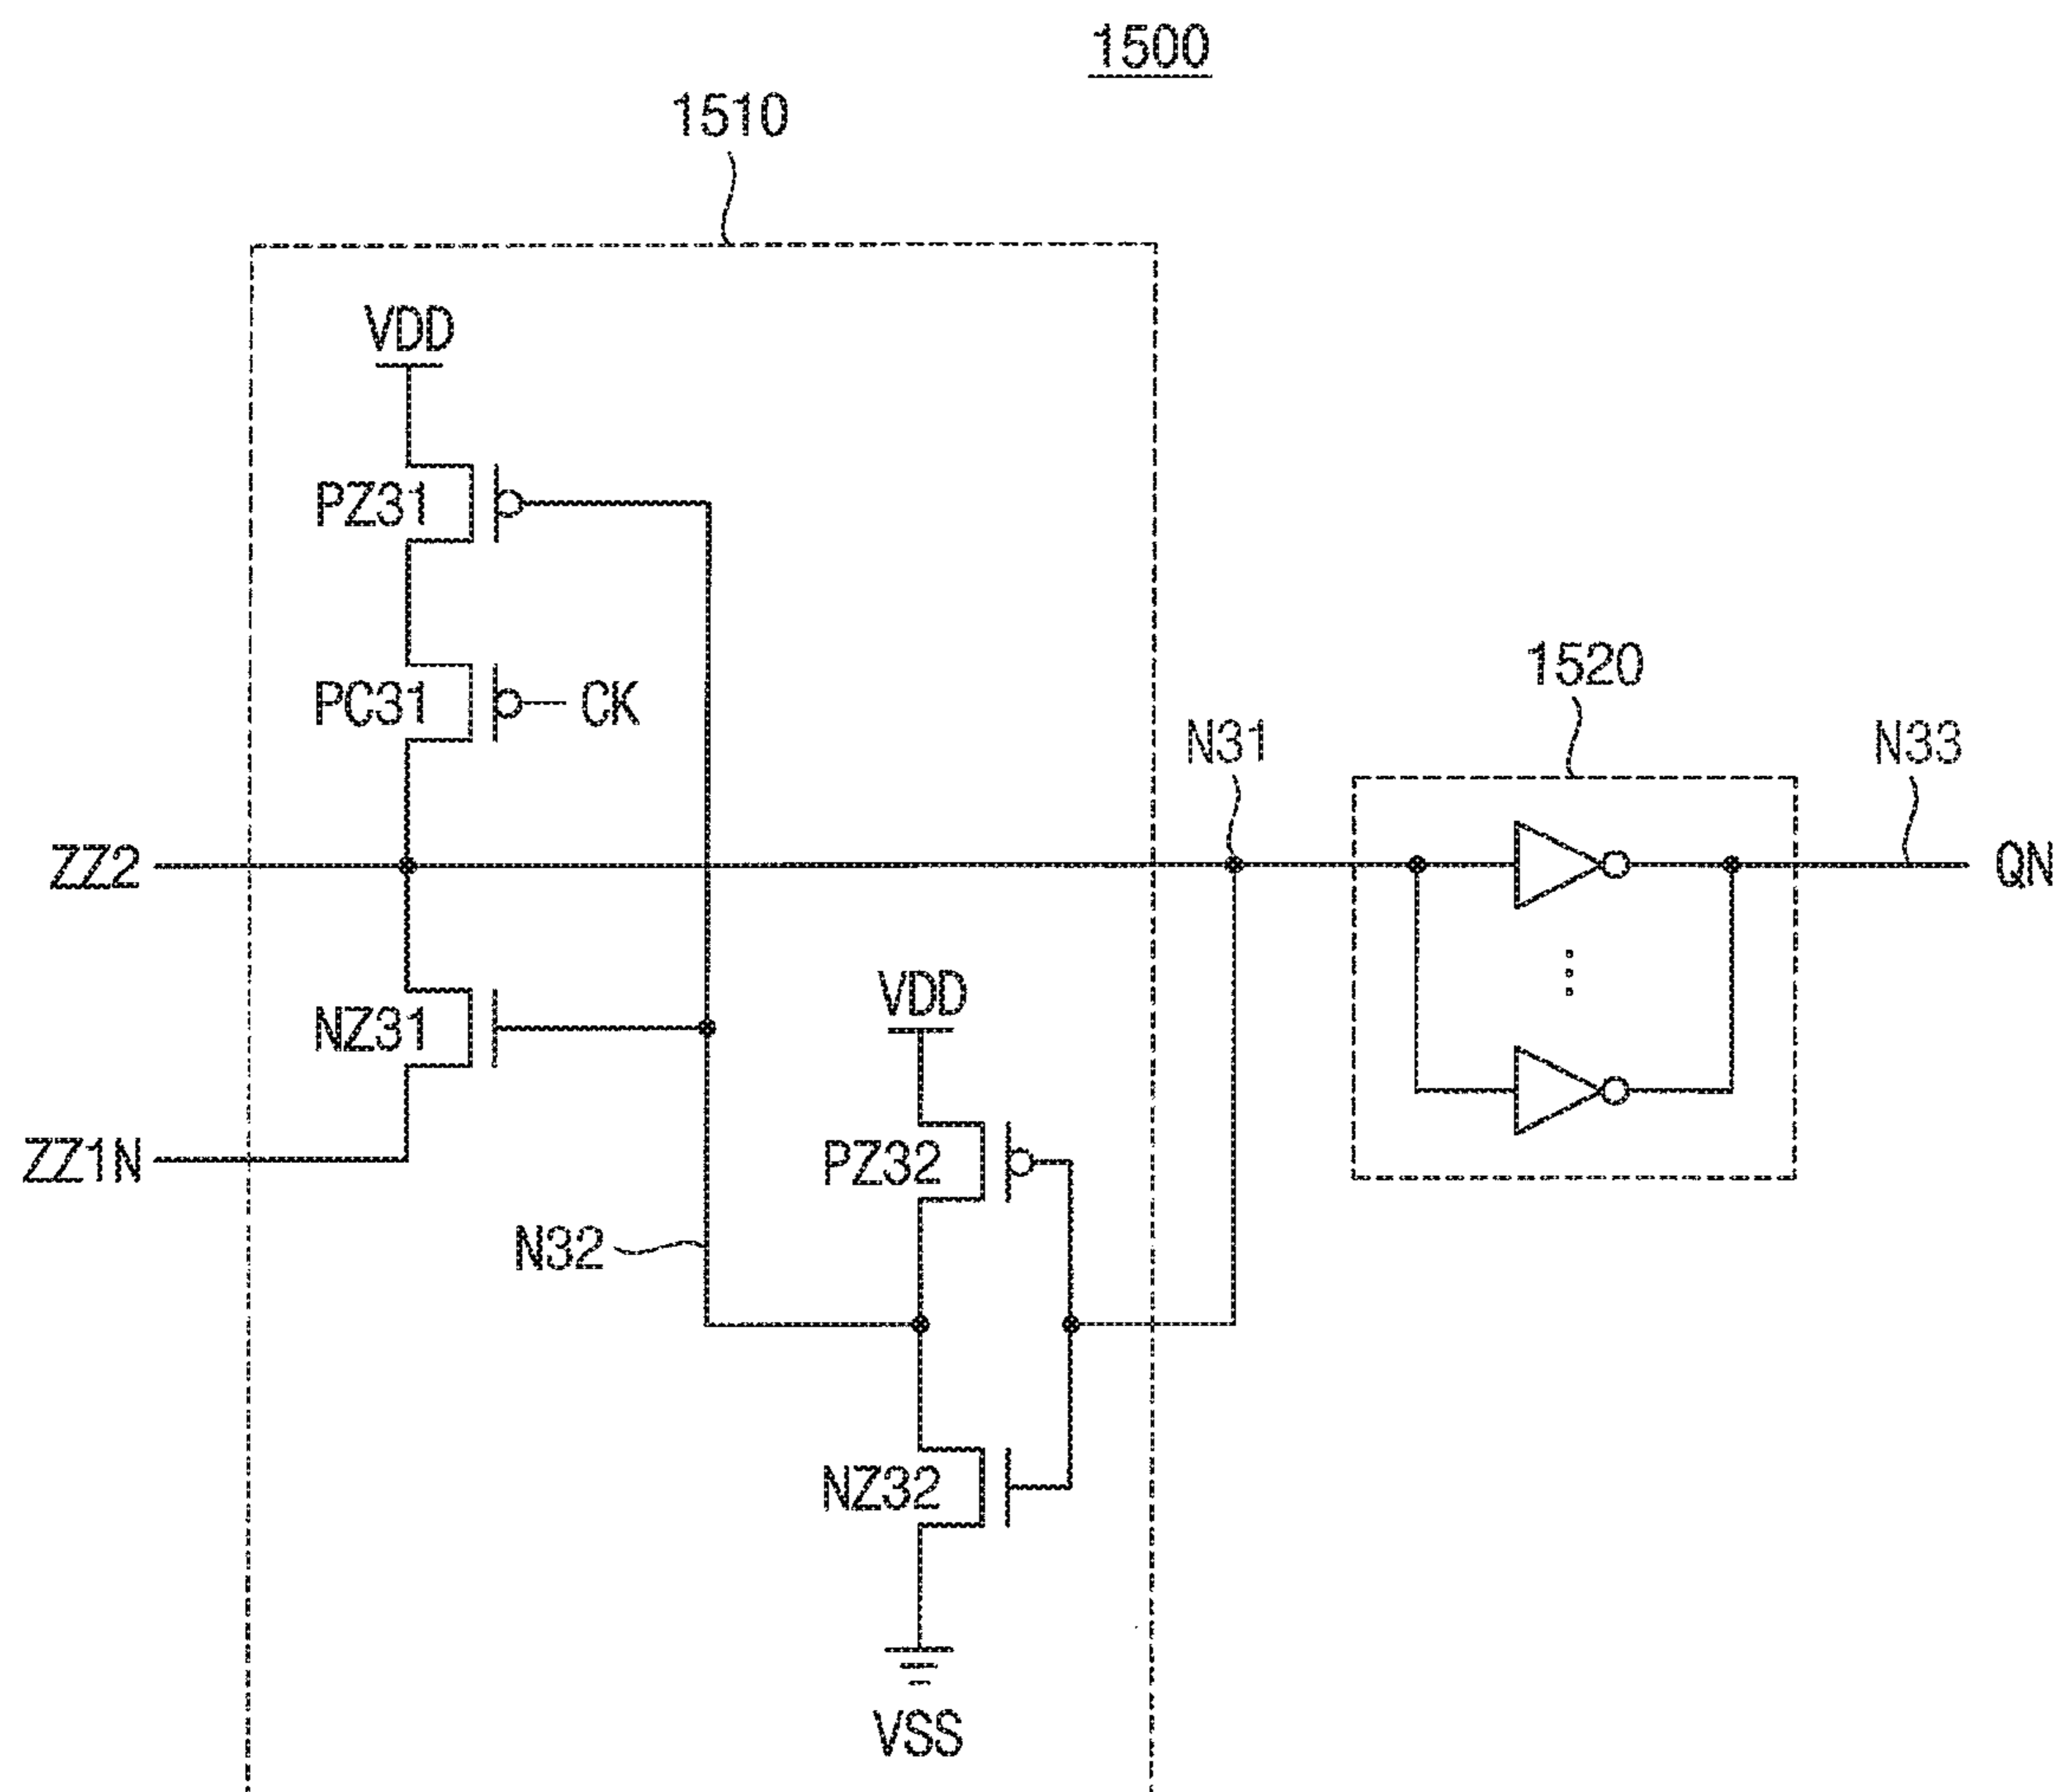 1500
1510
VDD
PZ31
PC31
CK
1520
N31
N33
ZZ2
QN
VDD
NZ31
ZZ1N
PZ32
N32
NZ32
VSS